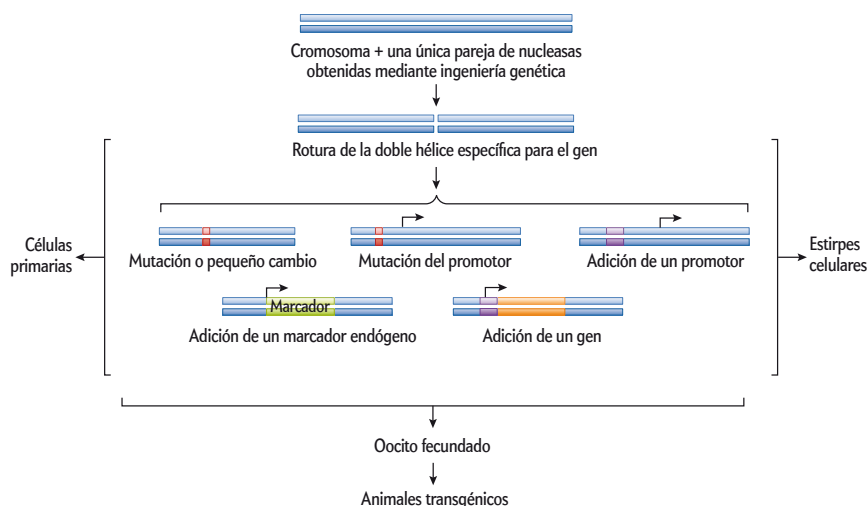 Cromosoma + una única pareja de nucleasas
obtenidas mediante ingeniería genética
Rotura de la doble hélice específica para el gen
Células
primarias
Mutación o pequeño cambio
Mutación del promotor
Adición de un promotor
Estirpes
celulares
Marcador
Adición de un marcador endógeno
Adición de un gen
Oocito fecundado
Animales transgénicos